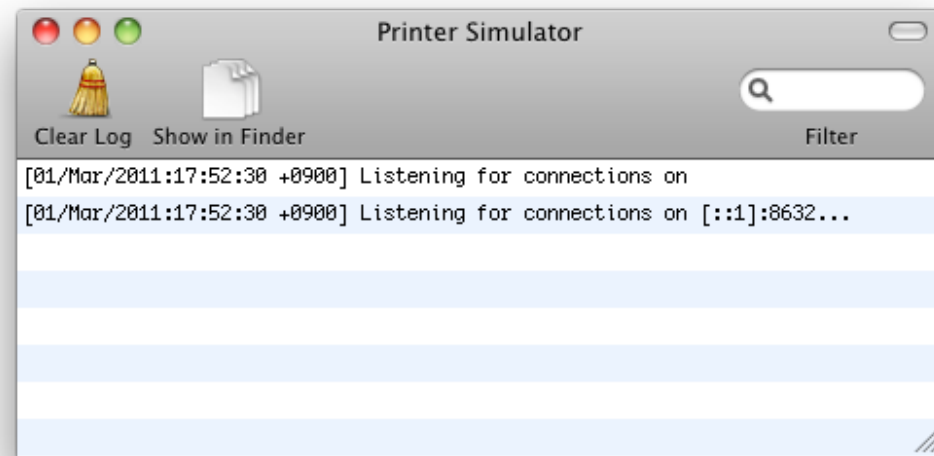 Printer Simulator
Clear Log Show in Finder Filter
[01/Mar/2011:17:52:30 +0900] Listening for connections on
[01/Mar/2011:17:52:30 +0900] Listening for connections on [::1]:8632...